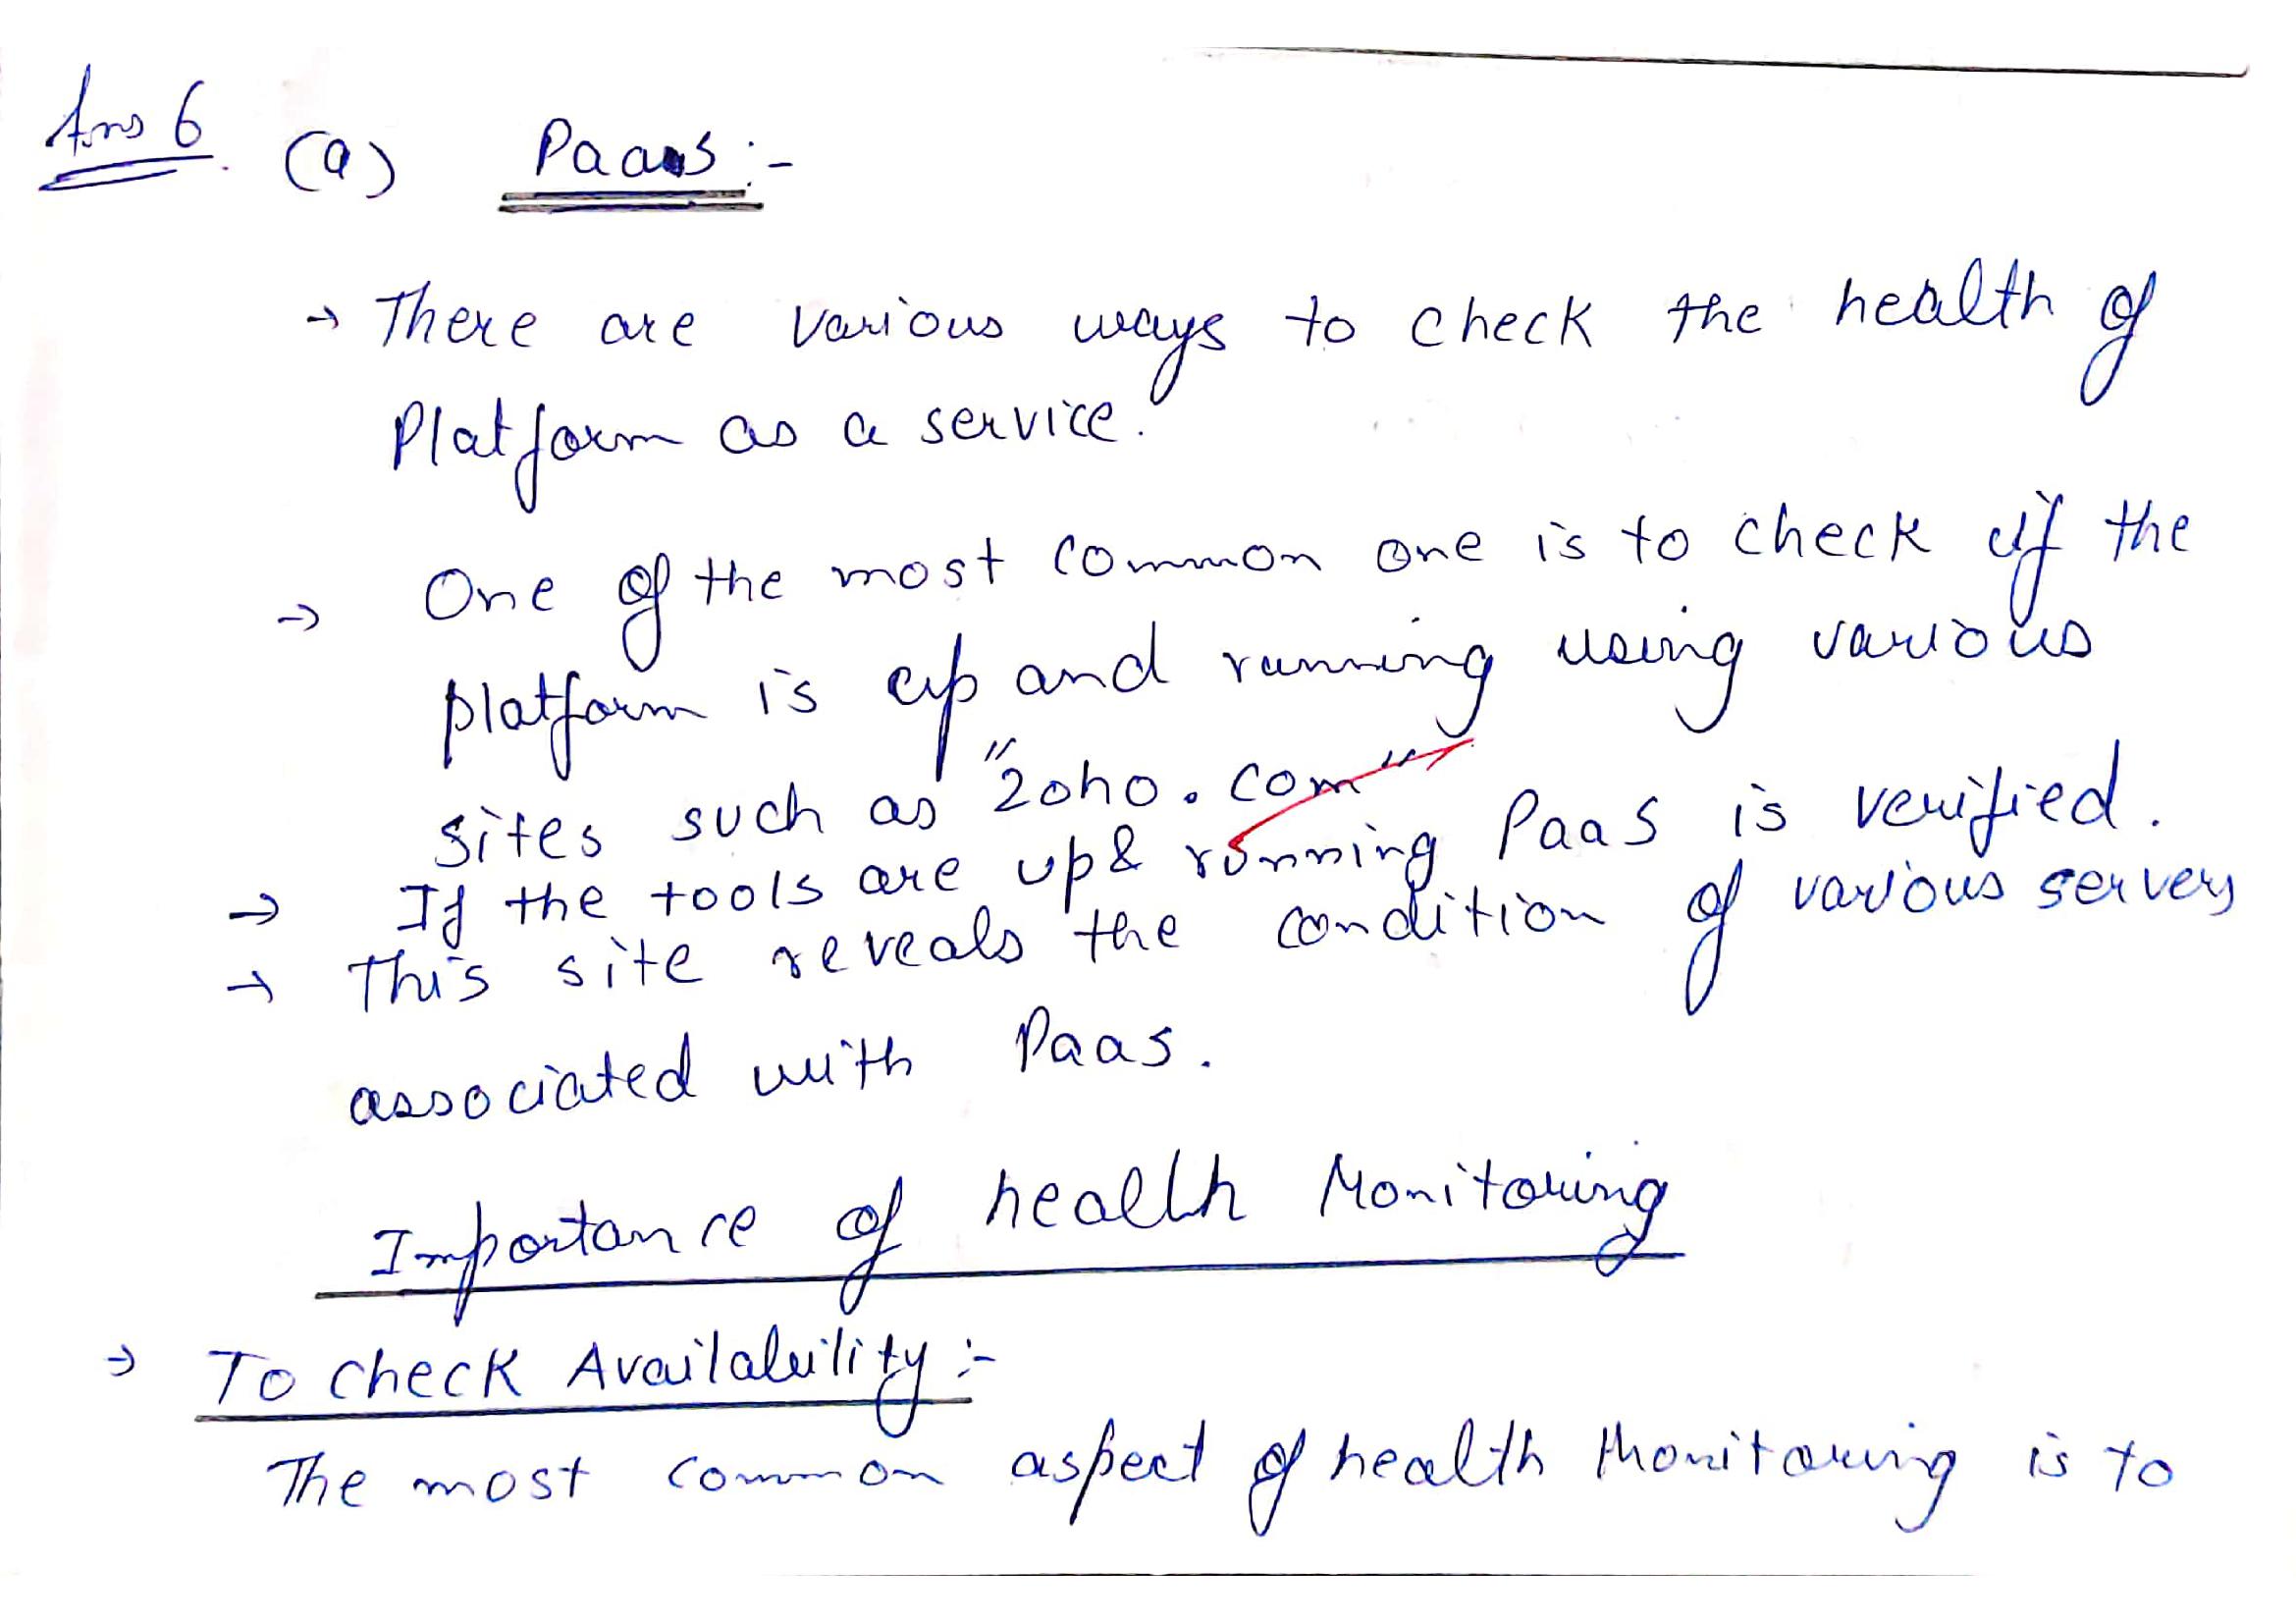 Ans 6. (a) Paas :-
→ There are various ways to check the health of
Platform as a service.
→ One of the most common one is to check if the
platform is up and running using various
sites such as "zoho.com"
→ If the tools are up & running PaaS is verified.
→ This site reveals the condition of various servers
associated with Paas.
Importance of health Monitoring
→ To check Availability :-
The most common aspect of health Monitoring is to